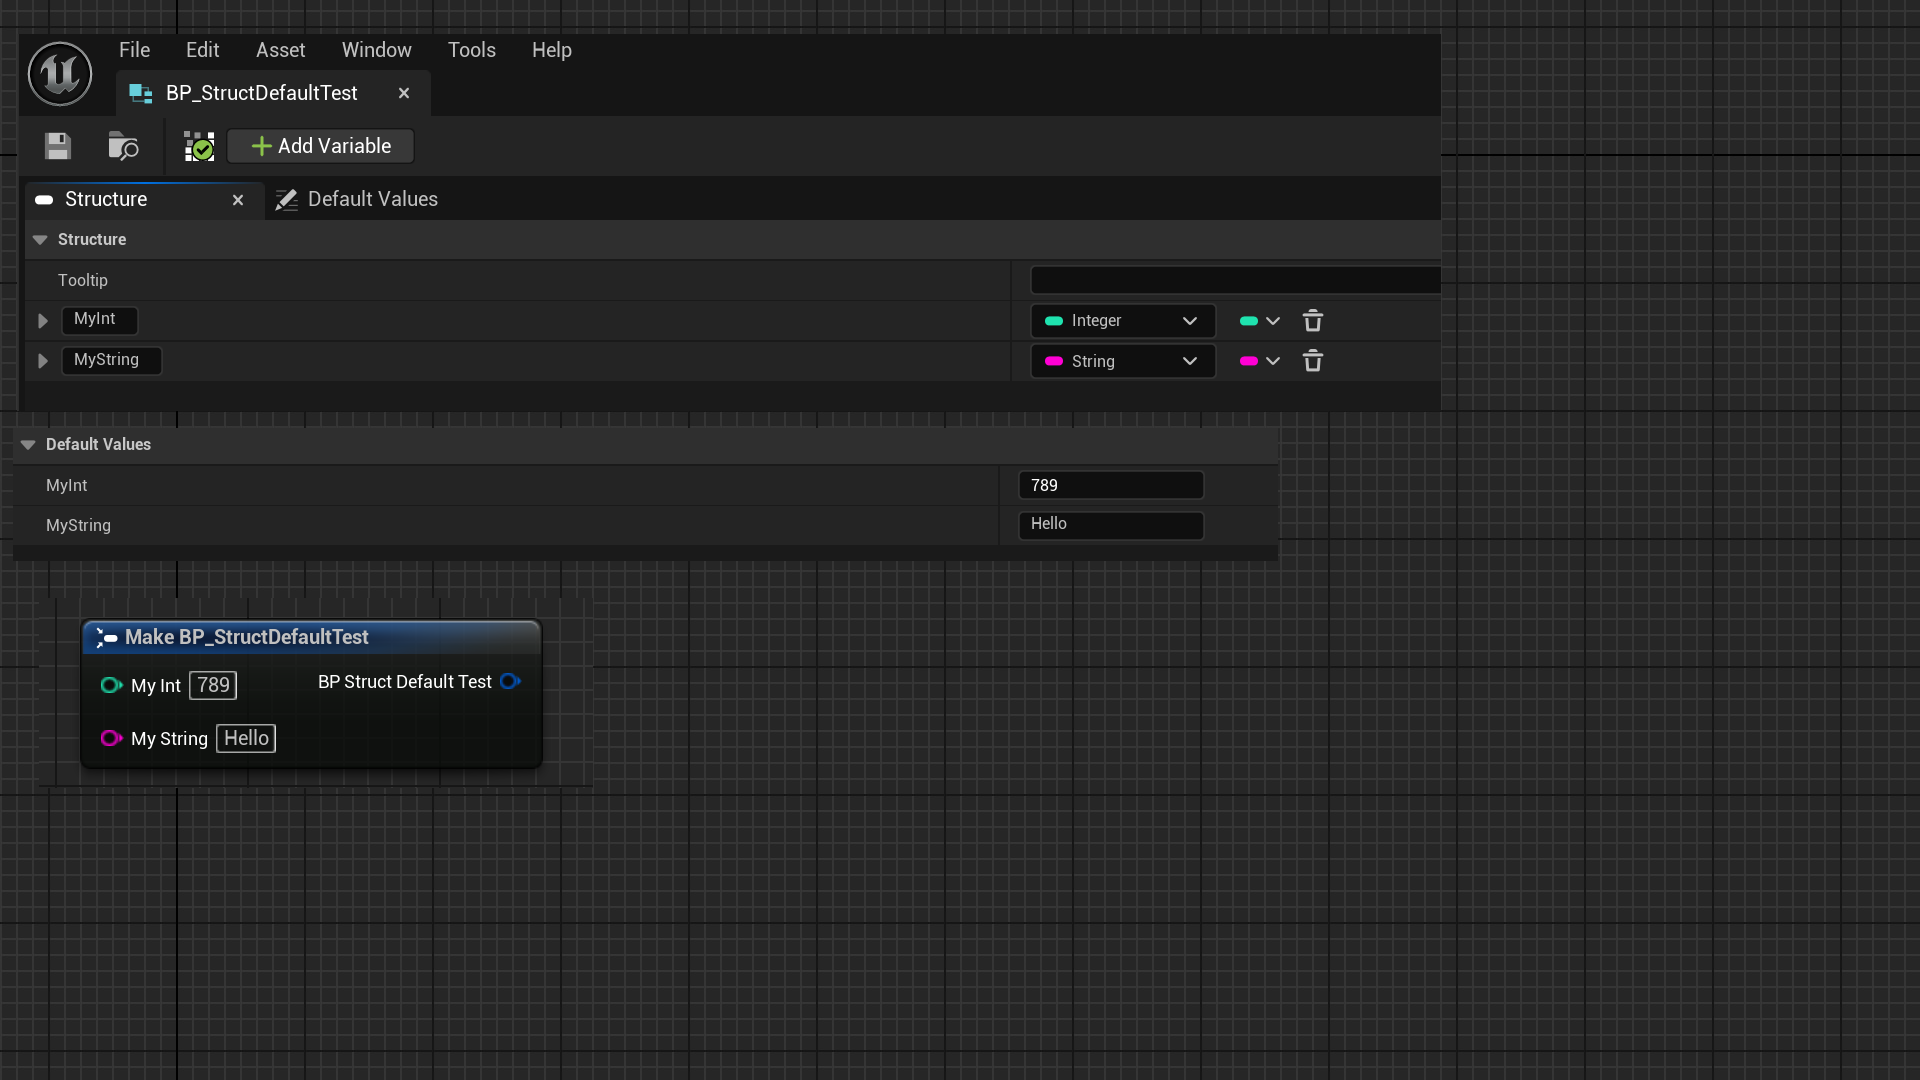 File Edit Asset Window Tools Help
BP_StructDefaultTest
Add Variable
Structure Default Values
Structure
Tooltip
MyInt Integer
MyString String
Default Values
MyInt 789
MyString Hello
Make BP_StructDefaultTest
My Int 789 BP Struct Default Test
My String Hello